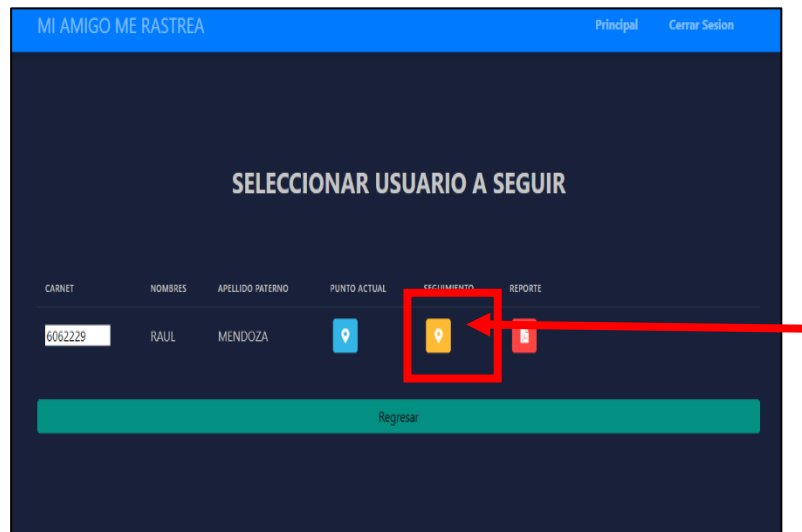 MI AMIGO ME RASTREA Principal Cerrar Sesion
SELECCIONAR USUARIO A SEGUIR
CARNET NOMBRES APELLIDO PATERNO PUNTO ACTUAL SEGUIMIENTO REPORTE
6062229 RAUL MENDOZA
Regresar